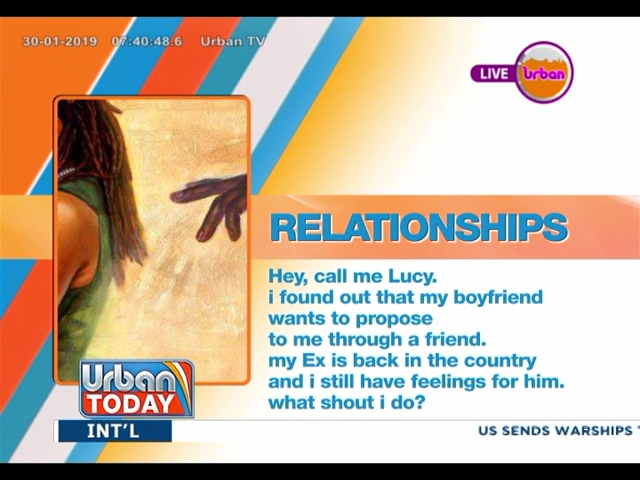 30-01-2019 07:40:48.6 Urban TV
LIVE urban
RELATIONSHIPS
Hey, call me Lucy.
i found out that my boyfriend
wants to propose
to me through a friend.
my Ex is back in the country
and i still have feelings for him.
what shout i do?
Urban
TODAY
INT'L
US SENDS WARSHIPS